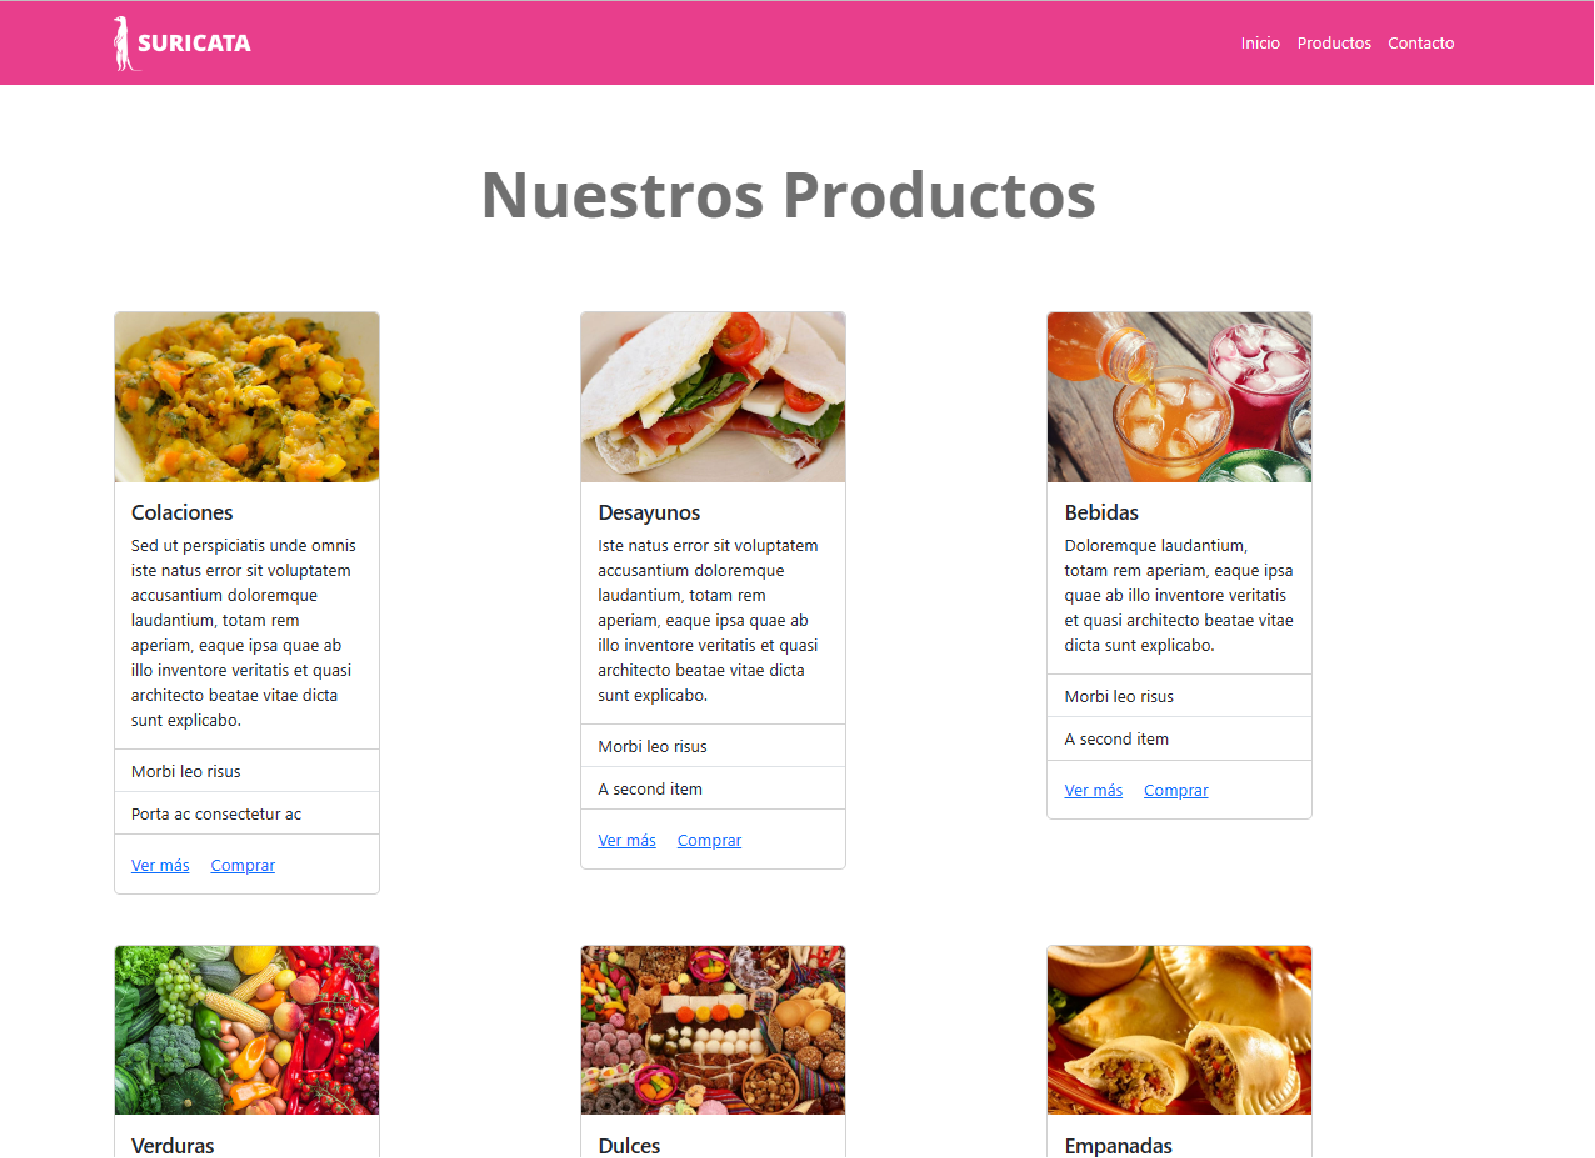 SURICATA
Inicio Productos Contacto
Nuestros Productos
Colaciones
Sed ut perspiciatis unde omnis
iste natus error sit voluptatem
accusantium doloremque
laudantium, totam rem
aperiam, eaque ipsa quae ab
illo inventore veritatis et quasi
architecto beatae vitae dicta
sunt explicabo.
Morbi leo risus
Porta ac consectetur ac
Ver más Comprar
Desayunos
Iste natus error sit voluptatem
accusantium doloremque
laudantium, totam rem
aperiam, eaque ipsa quae ab
illo inventore veritatis et quasi
architecto beatae vitae dicta
sunt explicabo.
Morbi leo risus
A second item
Ver más Comprar
Bebidas
Doloremque laudantium,
totam rem aperiam, eaque ipsa
quae ab illo inventore veritatis
et quasi architecto beatae vitae
dicta sunt explicabo.
Morbi leo risus
A second item
Ver más Comprar
Verduras
Dulces
Empanadas